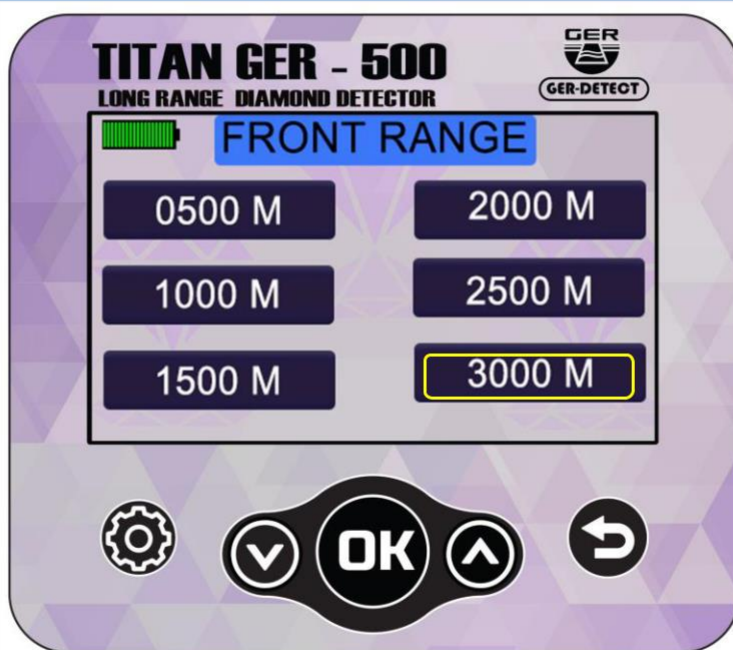 TITAN GER - 500
LONG RANGE DIAMOND DETECTOR
GER
GER-DETECT
FRONT RANGE
0500 M
2000 M
1000 M
2500 M
1500 M
3000 M
OK